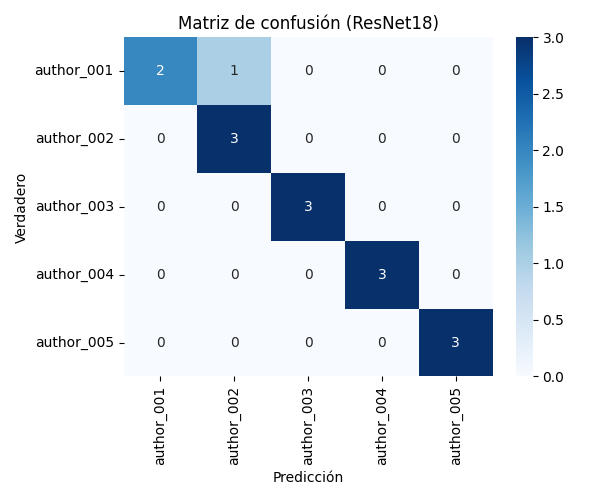 Matriz de confusión (ResNet18)
author_001 2 1 0 0 0
author_002 0 3 0 0 0
author_003 0 0 3 0 0
author_004 0 0 0 3 0
author_005 0 0 0 0 3
Verdadero
author_001 author_002 author_003 author_004 author_005
Predicción
3.0
2.5
2.0
1.5
1.0
0.5
0.0